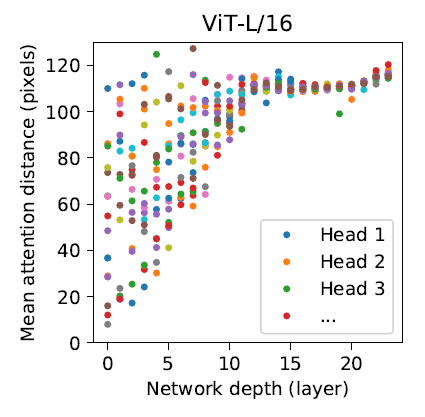 ViT-L/16
Mean attention distance (pixels)
120
100
80
60
40
20
0
Head 1
Head 2
Head 3
...
0 5 10 15 20
Network depth (layer)